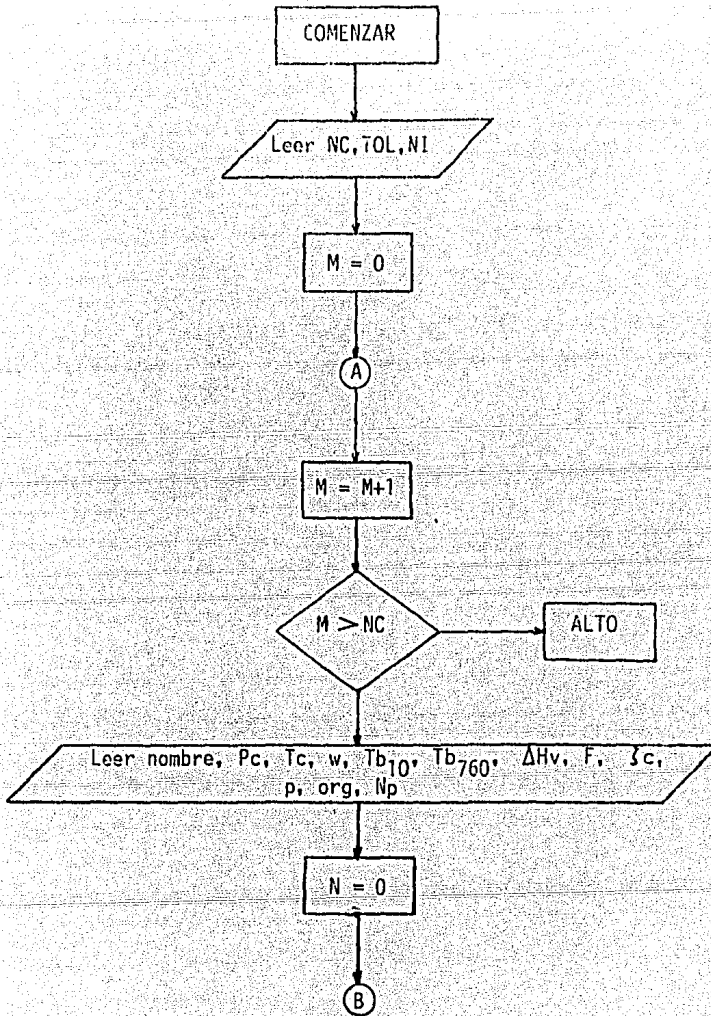 COMENZAR
Leer NC,TOL,NI
M = 0
A
M = M+1
M > NC
ALTO
Leer nombre, Pc, Tc, w, Tb10, Tb760, ΔHv, F, ζc,
p, org, Np
N = 0
B